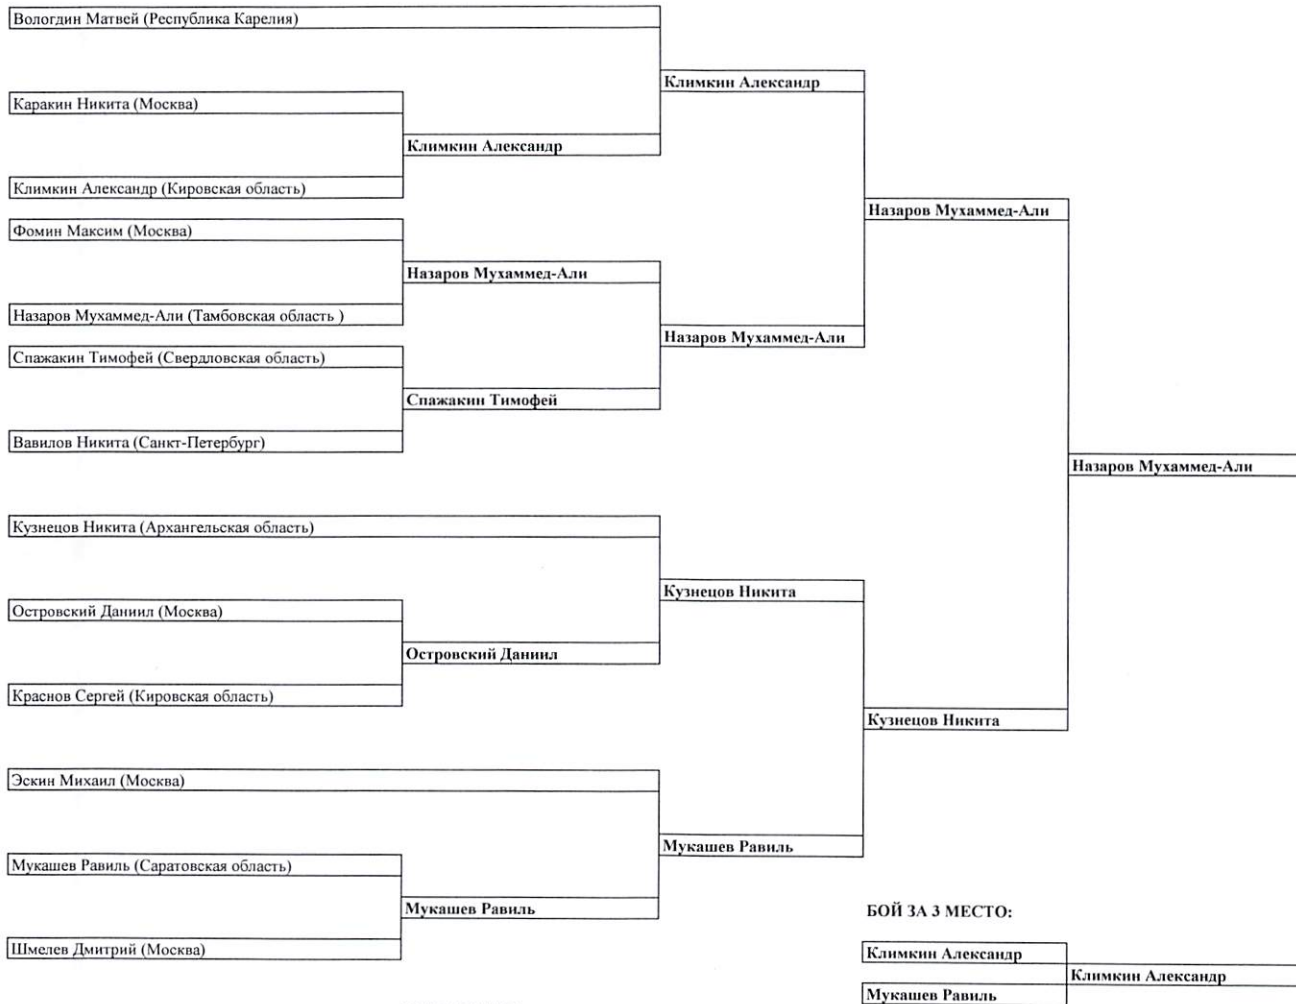 Вологдин Матвей (Республика Карелия)
Климкин Александр
Каракин Никита (Москва)
Климкин Александр
Климкин Александр (Кировская область)
Назаров Мухаммед-Али
Фомин Максим (Москва)
Назаров Мухаммед-Али
Назаров Мухаммед-Али (Тамбовская область )
Назаров Мухаммед-Али
Спажакин Тимофей (Свердловская область)
Спажакин Тимофей
Вавилов Никита (Санкт-Петербург)
Назаров Мухаммед-Али
Кузнецов Никита (Архангельская область)
Кузнецов Никита
Островский Даниил (Москва)
Островский Даниил
Краснов Сергей (Кировская область)
Кузнецов Никита
Эскин Михаил (Москва)
Мукашев Равиль
Мукашев Равиль (Саратовская область)
Мукашев Равиль
Шмелев Дмитрий (Москва)
БОЙ ЗА 3 МЕСТО:
Климкин Александр
Климкин Александр
Мукашев Равиль